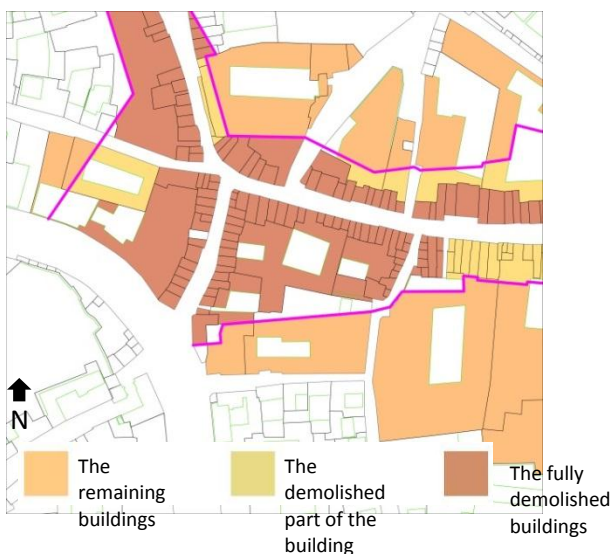 N
The
remaining
buildings
The
demolished
part of the
building
The fully
demolished
buildings